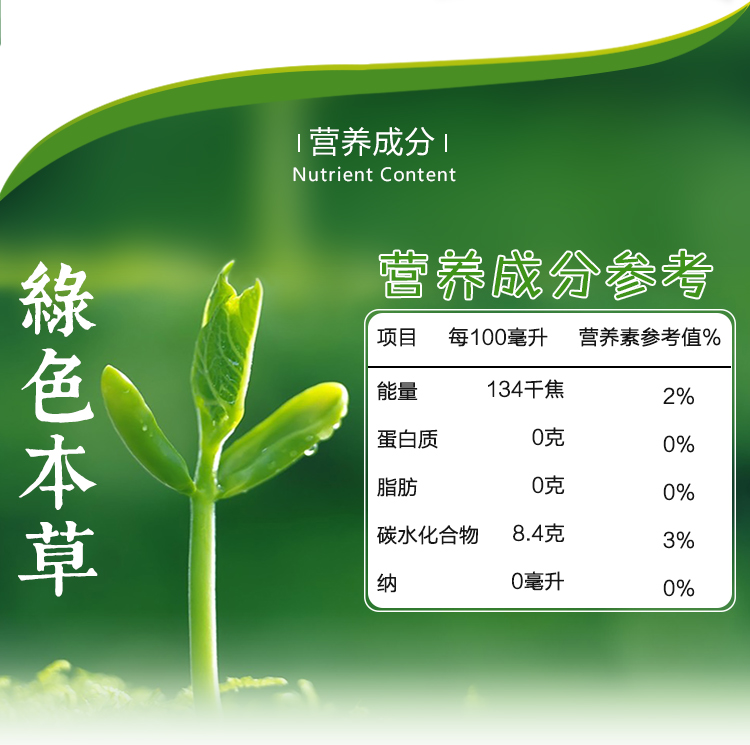 营养成分
Nutrient Content
綠色本草
营养成分参考
项目 每100毫升 营养素参考值%
能量 134千焦 2%
蛋白质 0克 0%
脂肪 0克 0%
碳水化合物 8.4克 3%
纳 0毫升 0%